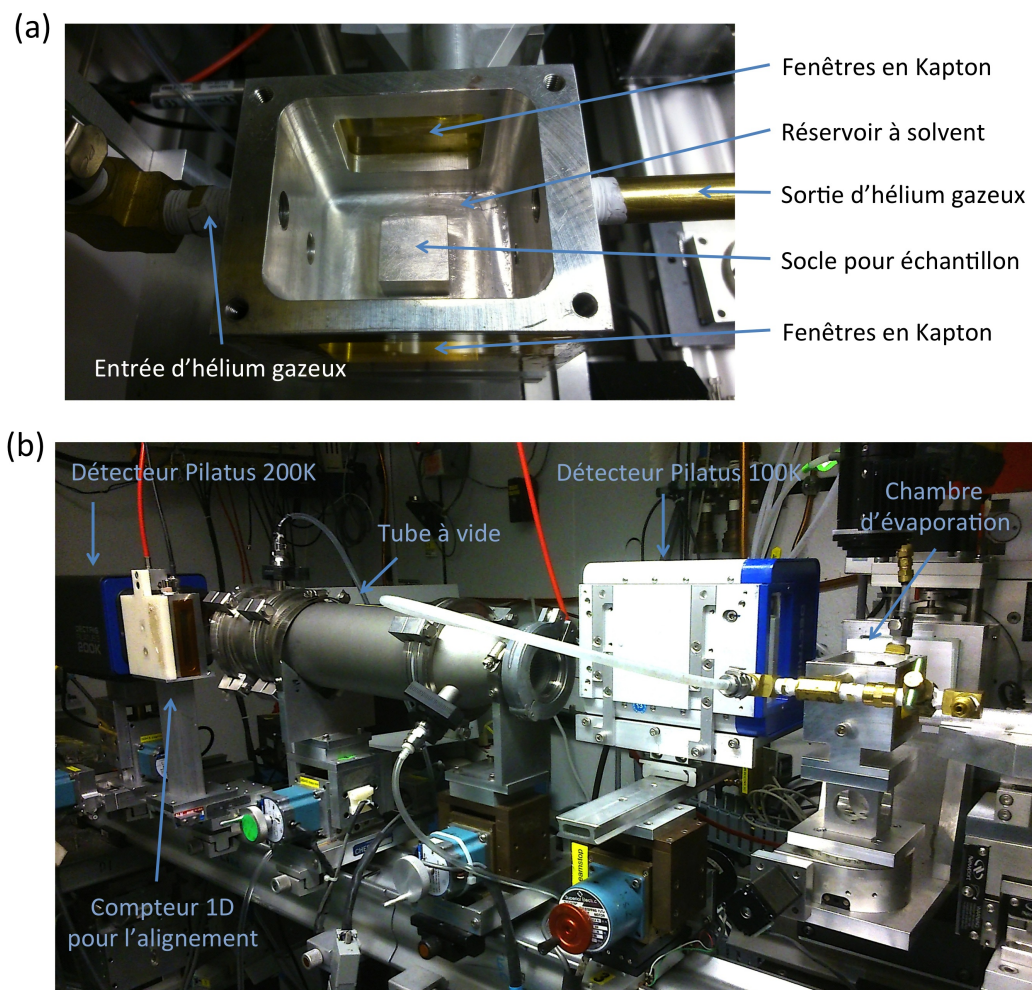 (a)
Fenêtres en Kapton
Réservoir à solvent
Sortie d'hélium gazeux
Socle pour échantillon
Fenêtres en Kapton
Entrée d'hélium gazeux
(b)
Détecteur Pilatus 200K
Détecteur Pilatus 100K
Chambre
d'évaporation
Tube à vide
200K
Compteur 1D
pour l'alignement